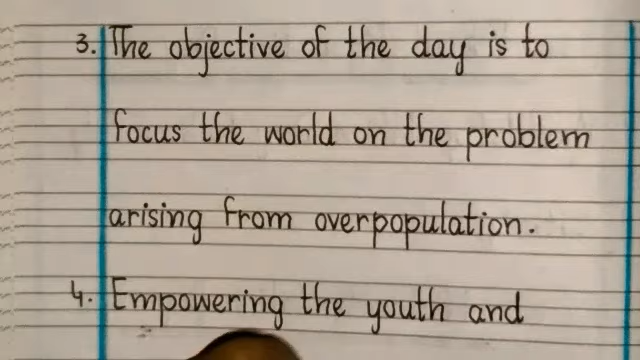 3. The objective of the day is to
focus the world on the problem
arising from overpopulation.
4. Empowering the youth and